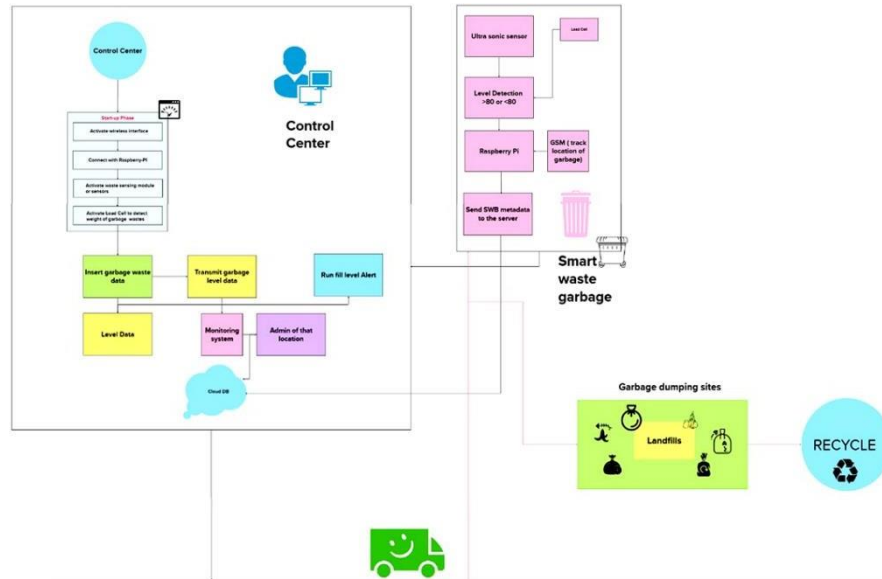 Control Center
Start-up Phase
Activate wireless interface
Connect with Raspberry-Pi
Activate waste sensing module
or sensors
Activate Load Cell to detect
weight of garbage wastes
Control
Center
Insert garbage waste
data
Transmit garbage
level data
Run fill level Alert
Level Data
Monitoring
system
Admin of that
location
Cloud DB
Ultra sonic sensor
Load Cell
Level Detection
>80 or <80
Raspberry Pi
GSM ( track
location of
garbage)
Send SWB metadata
to the server
Smart
waste
garbage
Garbage dumping sites
Landfills
RECYCLE